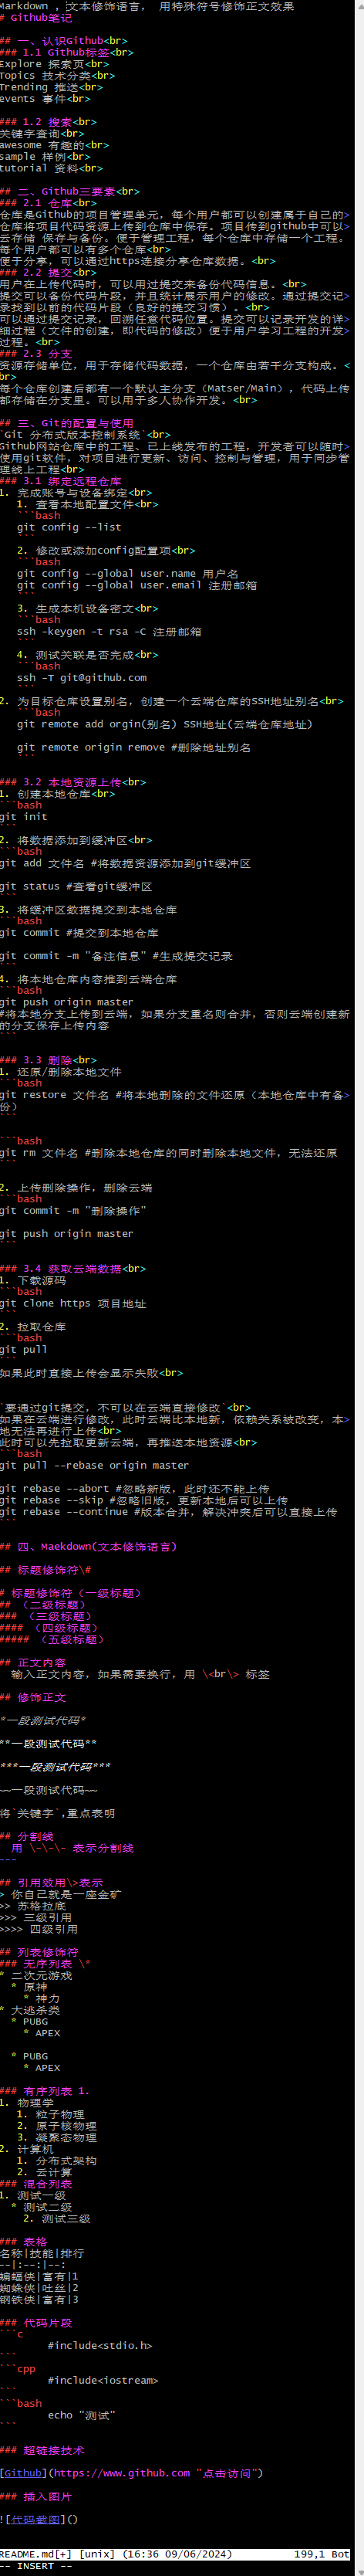 Markdown , 文本修饰语言, 用特殊符号修饰正文效果
# Github笔记

## 一、认识Github<br>
### 1.1 Github标签<br>
Explore 探索页<br>
Topics 技术分类<br>
Trending 推送<br>
events 事件<br>

### 1.2 搜索<br>
关键字查询<br>
awesome 有趣的<br>
sample 样例<br>
tutorial 资料<br>

## 二、Github三要素<br>
### 2.1 仓库<br>
仓库是Github的项目管理单元，每个用户都可以创建属于自己的>
仓库将项目代码资源上传到仓库中保存。项目传到github中可以>
云存储 保存与备份。便于管理工程，每个仓库中存储一个工程。
每个用户都可以有多个仓库<br>
便于分享，可以通过https连接分享仓库数据。<br>
### 2.2 提交<br>
用户在上传代码时，可以用过提交来备份代码信息。<br>
提交可以备份代码片段，并且统计展示用户的修改。通过提交记>
录找到以前的代码片段（良好的提交习惯）。<br>
可以通过提交记录，回溯任意代码位置。提交可以记录开发的详>
细过程（文件的创建，即代码的修改）便于用户学习工程的开发>
过程。<br>
### 2.3 分支
资源存储单位，用于存储代码数据，一个仓库由若干分支构成。<
br>
每个仓库创建后都有一个默认主分支（Matser/Main），代码上传
都存储在分支里。可以用于多人协作开发。<br>

## 三、Git的配置与使用
`Git 分布式版本控制系统`<br>
Github网站仓库中的工程、已上线发布的工程，开发者可以随时>
使用git软件，对项目进行更新、访问、控制与管理，用于同步管
理线上工程<br>
### 3.1 绑定远程仓库
1. 完成账号与设备绑定<br>
   1. 查看本地配置文件<br>
   ```bash
   git config --list
   ```
   2. 修改或添加config配置项<br>
   ```bash
   git config --global user.name 用户名
   git config --global user.email 注册邮箱
   ```
   3. 生成本机设备密文<br>
   ```bash
   ssh -keygen -t rsa -C 注册邮箱
   ```
   4. 测试关联是否完成<br>
   ```bash
   ssh -T git@github.com
   ```
2. 为目标仓库设置别名，创建一个云端仓库的SSH地址别名<br>
   ```bash
   git remote add orgin(别名) SSH地址(云端仓库地址)

   git remote origin remove #删除地址别名
   ```

### 3.2 本地资源上传<br>
1. 创建本地仓库<br>
```bash
git init
```
2. 将数据添加到缓冲区<br>
```bash
git add 文件名 #将数据资源添加到git缓冲区

git status #查看git缓冲区
```
3. 将缓冲区数据提交到本地仓库
```bash
git commit #提交到本地仓库

git commit -m "备注信息" #生成提交记录
```
4. 将本地仓库内容推到云端仓库
```bash
git push origin master
#将本地分支上传到云端，如果分支重名则合并，否则云端创建新
的分支保存上传内容
```

### 3.3 删除<br>
1. 还原/删除本地文件
```bash
git restore 文件名 #将本地删除的文件还原（本地仓库中有备>
份）
```

```bash
git rm 文件名 #删除本地仓库的同时删除本地文件，无法还原
```

2. 上传删除操作，删除云端
```bash
git commit -m "删除操作"

git push origin master
```

### 3.4 获取云端数据<br>
1. 下载源码
```bash
git clone https 项目地址
```
2. 拉取仓库
```bash
git pull
```
如果此时直接上传会显示失败<br>

`要通过git提交，不可以在云端直接修改`<br>
如果在云端进行修改，此时云端比本地新，依赖关系被改变，本>
地无法再进行上传<br>
此时可以先拉取更新云端，再推送本地资源<br>
```bash
git pull --rebase origin master

git rebase --abort #忽略新版，此时还不能上传
git rebase --skip #忽略旧版，更新本地后可以上传
git rebase --continue #版本合并，解决冲突后可以直接上传
```

## 四、Maekdown(文本修饰语言)

## 标题修饰符\#

# 标题修饰符（一级标题）
## （二级标题）
### （三级标题）
#### （四级标题）
##### （五级标题）

## 正文内容
  输入正文内容，如果需要换行，用 \<br\> 标签

## 修饰正文

*一段测试代码*

**一段测试代码**

***一段测试代码***

~~一段测试代码~~

将`关键字`,重点表明

## 分割线
  用 \-\-\- 表示分割线
---

## 引用效用\>表示
> 你自己就是一座金矿
>> 苏格拉底
>>> 三级引用
>>>> 四级引用

## 列表修饰符
### 无序列表 \*
* 二次元游戏
  * 原神
    * 神力
* 大逃杀类
  * PUBG
    * APEX

  * PUBG
    * APEX

### 有序列表 1.
1. 物理学
   1. 粒子物理
   2. 原子核物理
   3. 凝聚态物理
2. 计算机
   1. 分布式架构
   2. 云计算
### 混合列表
1. 测试一级
  * 测试二级
    2. 测试三级

### 表格
名称|技能|排行
--|:--:|--:
蝙蝠侠|富有|1
蜘蛛侠|吐丝|2
钢铁侠|富有|3

### 代码片段
```c
        #include<stdio.h>
```
```cpp
        #include<iostream>
```
```bash
        echo "测试"
```

### 超链接技术

[Github](https://www.github.com "点击访问")

### 插入图片

![代码截图]()

README.md[+] [unix] (16:36 09/06/2024) 199,1 Bot
-- INSERT --